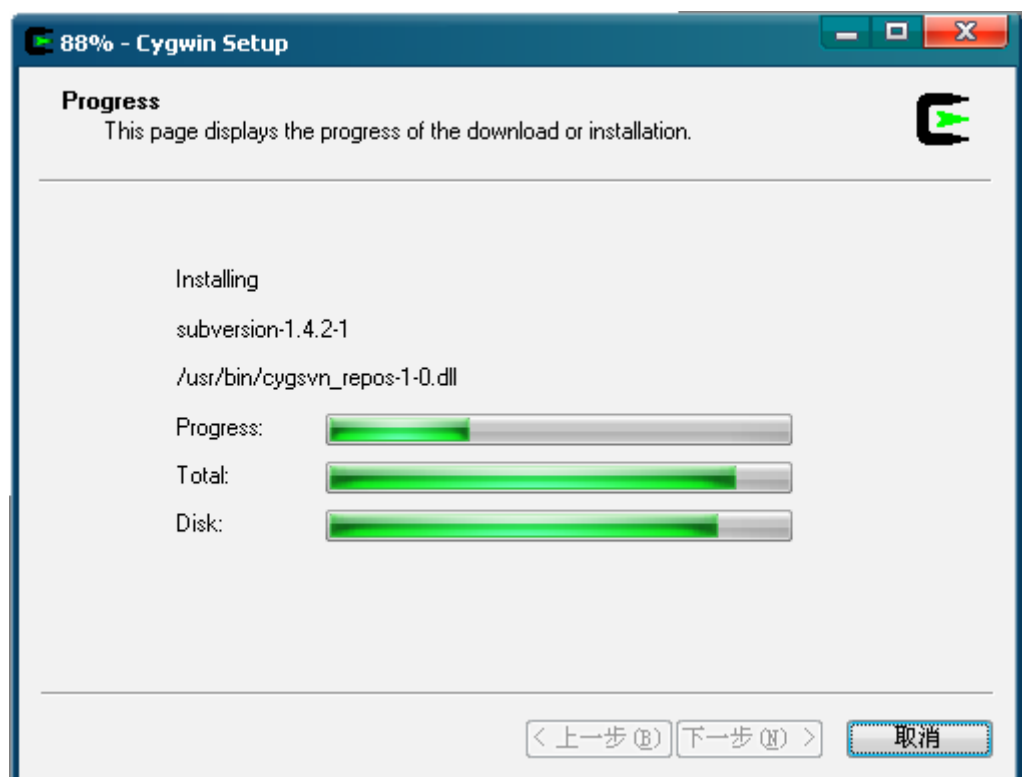 88% - Cygwin Setup
Progress
This page displays the progress of the download or installation.
Installing
subversion-1.4.2-1
/usr/bin/cygsvn_repos-1-0.dll
Progress:
Total:
Disk:
< 上一步(B) 下一步(N) > 取消